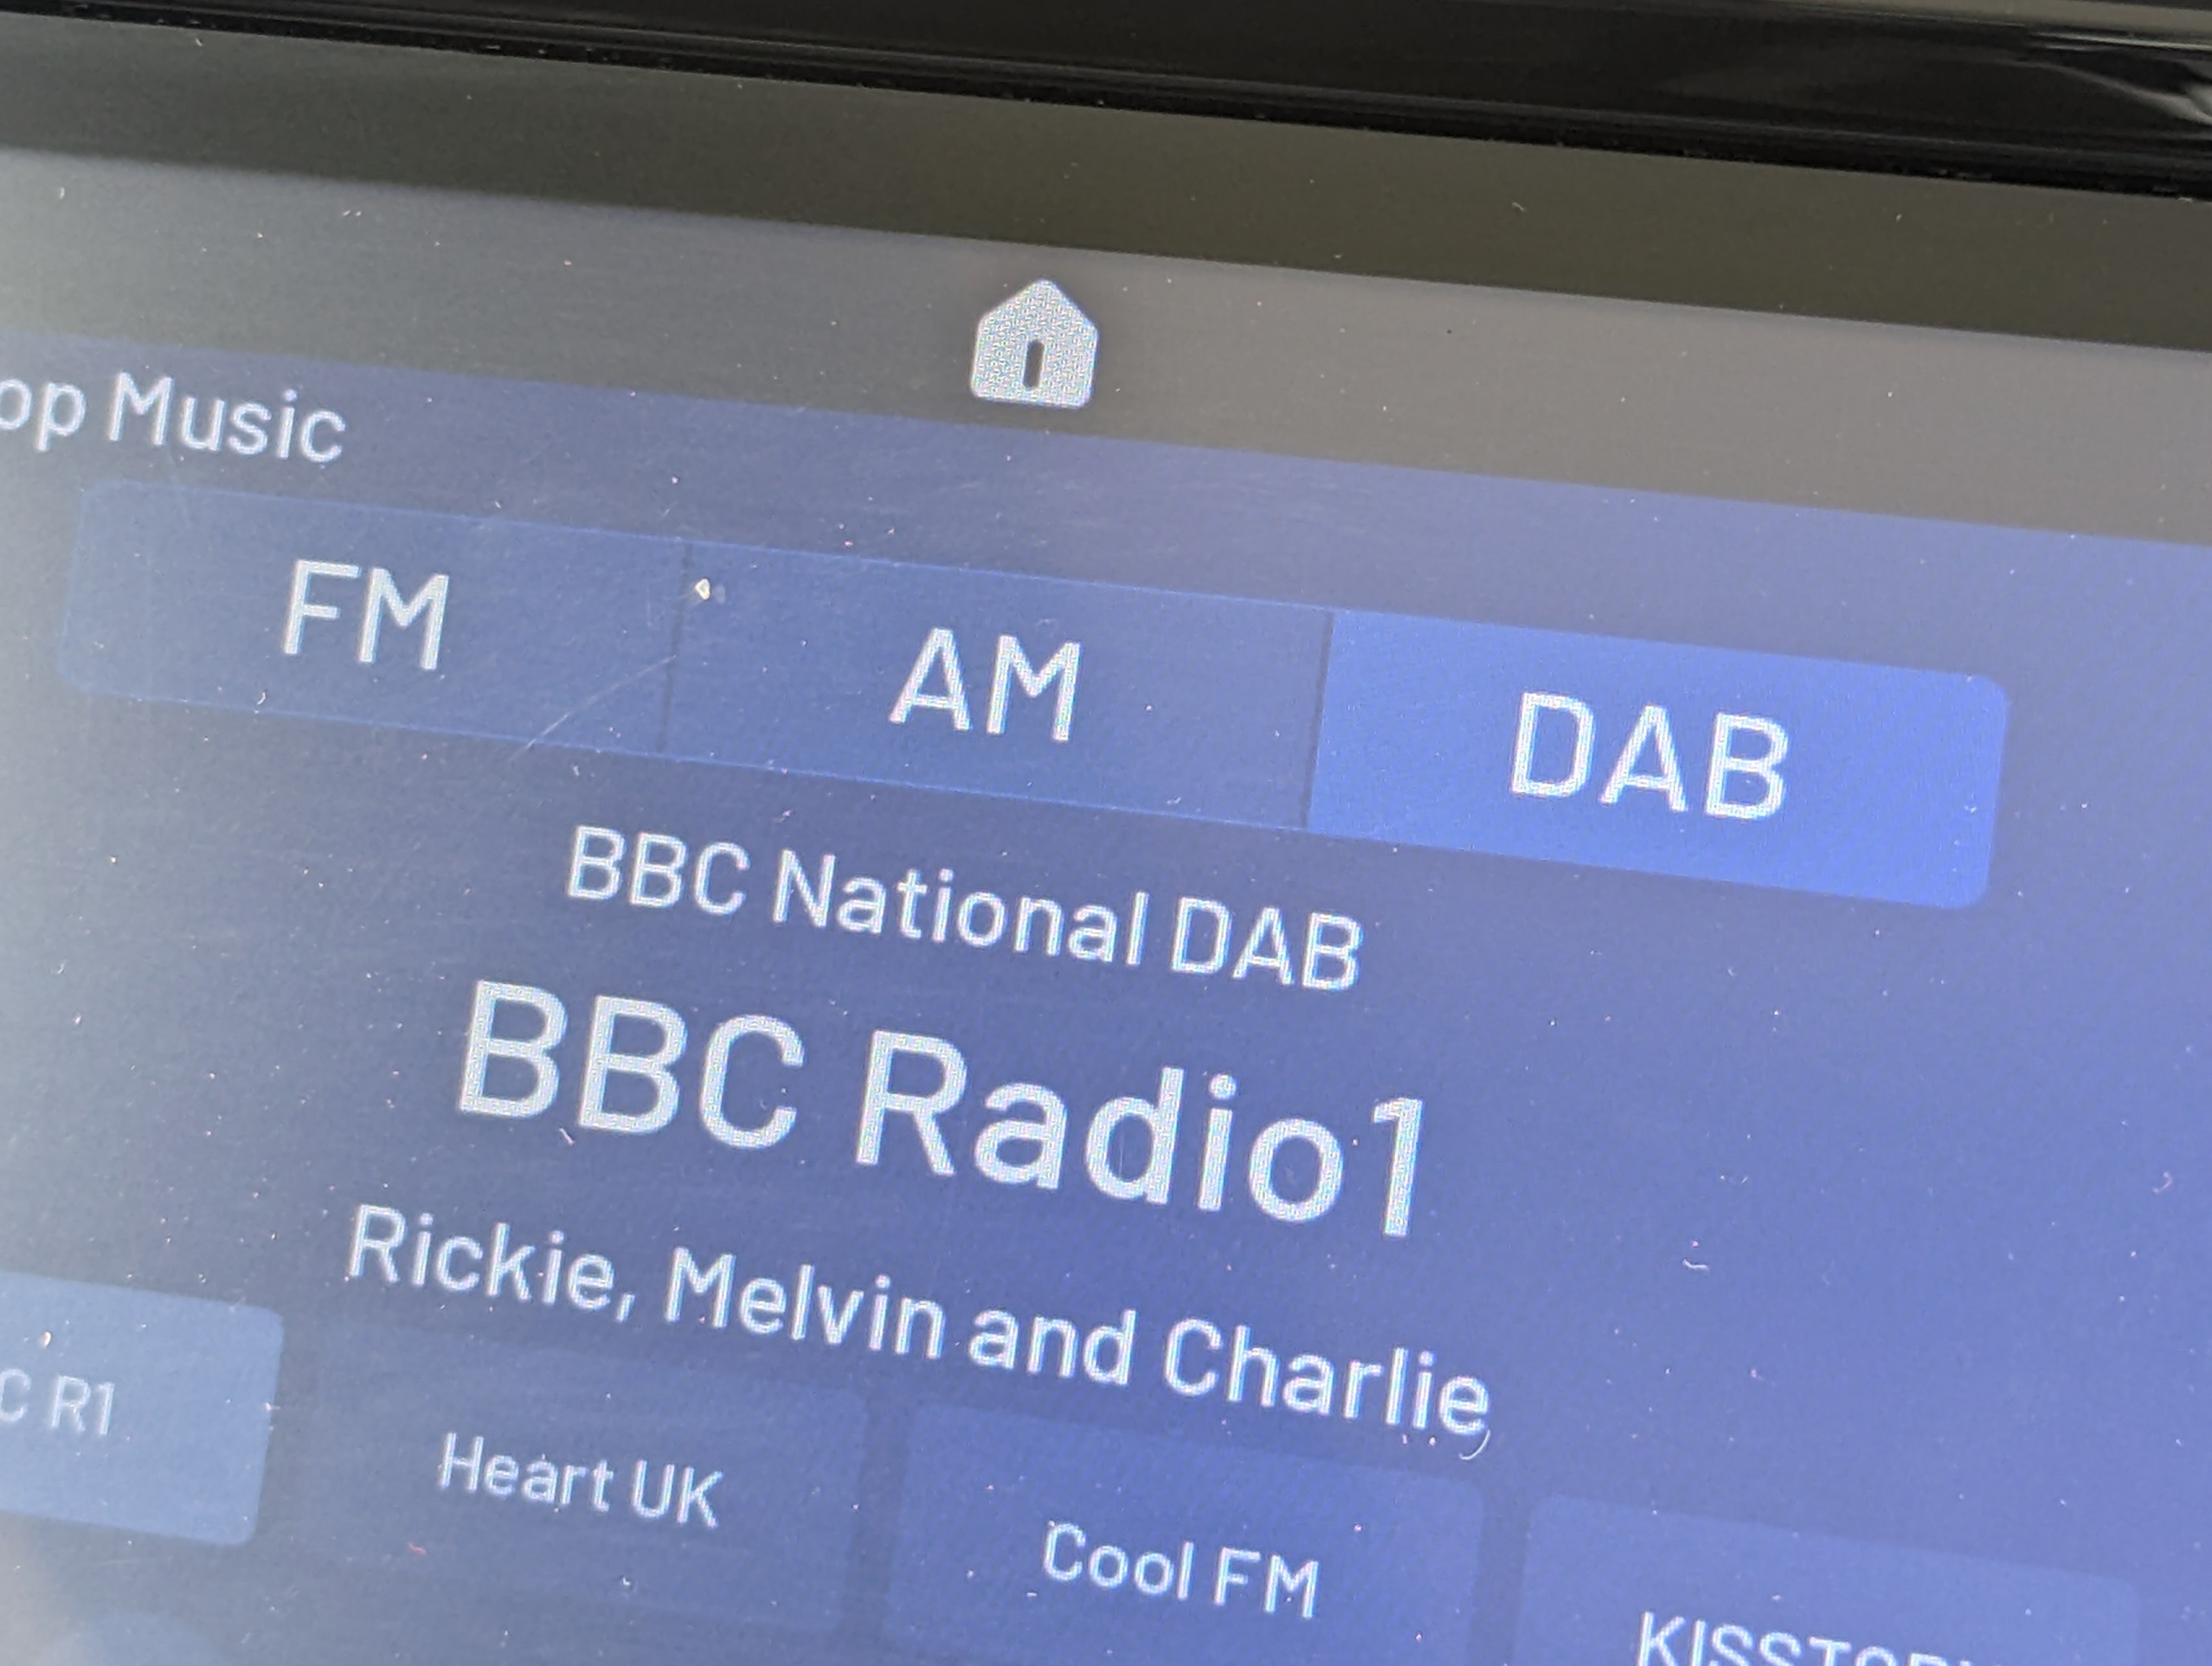 op Music
FM AM DAB
BBC National DAB
BBC Radio1
Rickie, Melvin and Charlie
C R1 Heart UK Cool FM